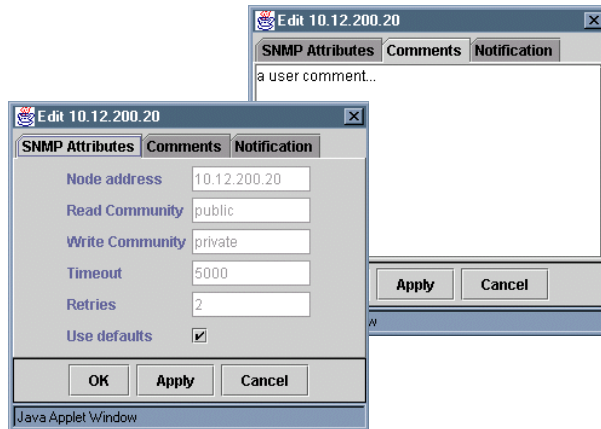 Edit 10.12.200.20
SNMP Attributes Comments Notification
a user comment...
Apply Cancel
w
Edit 10.12.200.20
SNMP Attributes Comments Notification
Node address 10.12.200.20
Read Community public
Write Community private
Timeout 5000
Retries 2
Use defaults
OK Apply Cancel
Java Applet Window